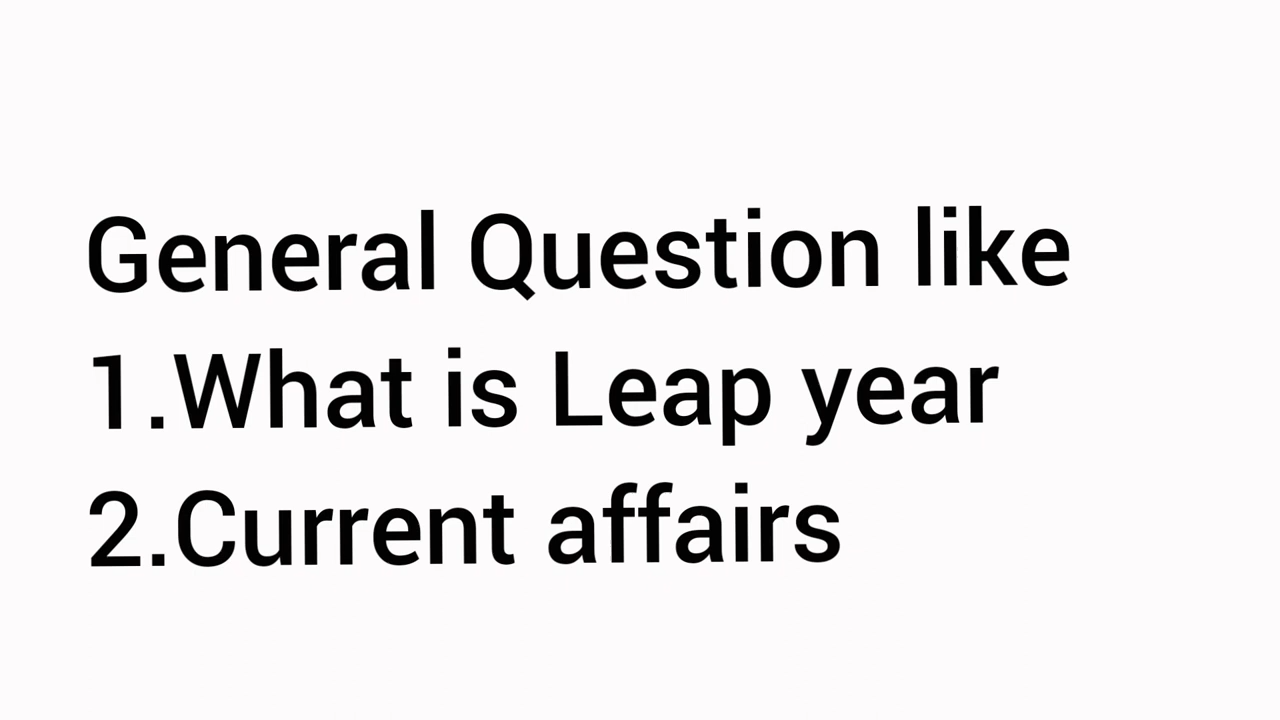 General Question like
1.What is Leap year
2.Current affairs